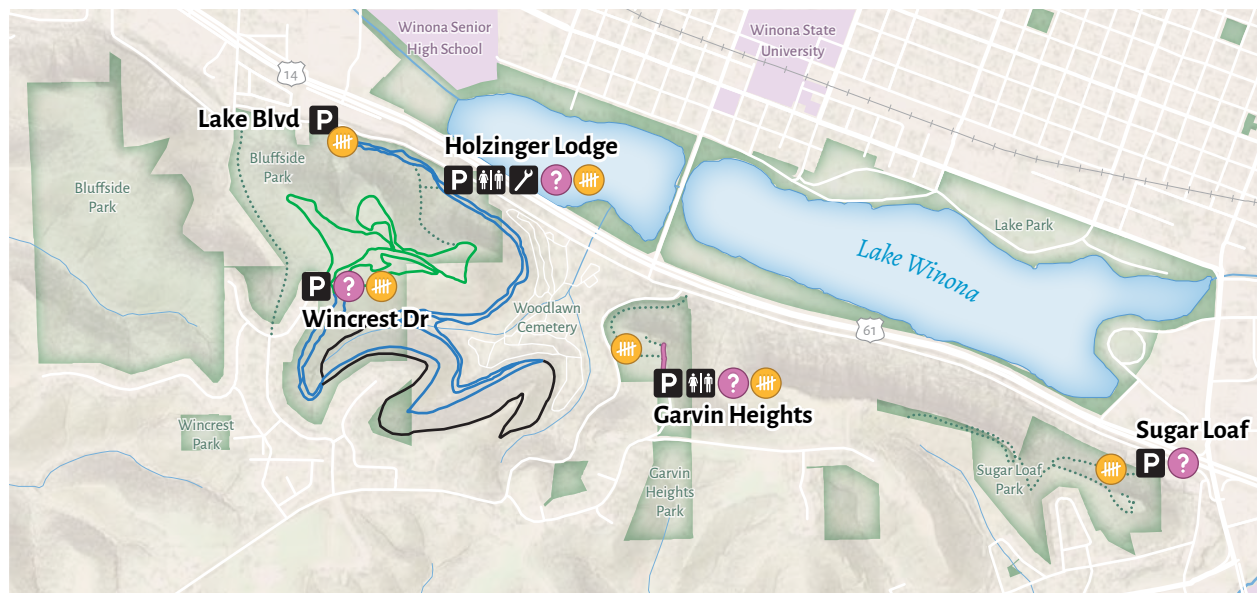 Winona Senior
High School
Winona State
University
14
Lake Blvd
P
Holzinger Lodge
P
?
Bluffside
Park
Bluffside
Park
Lake Park
Lake Winona
P
?
Wincrest Dr
Woodlawn
Cemetery
61
P
?
Garvin Heights
Wincrest
Park
Sugar Loaf
P
?
Sugar Loaf
Park
Garvin
Heights
Park